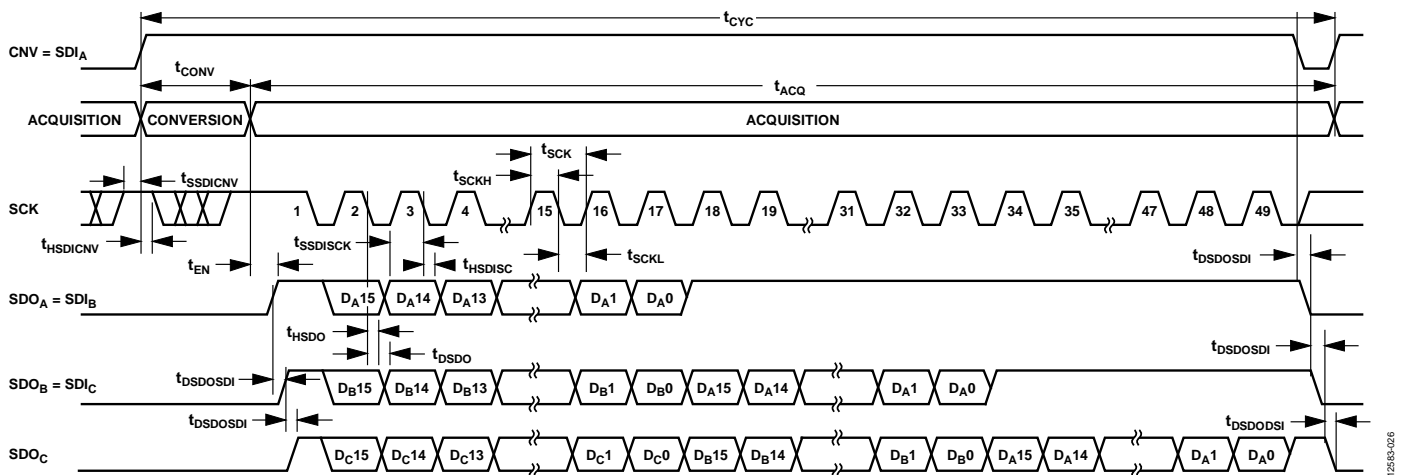 tCYC
CNV = SDIA
tCONV
tACQ
ACQUISITION CONVERSION ACQUISITION
tSCK
tSSDICNV tSCKH
SCK 1 2 3 4 15 16 17 18 19 31 32 33 34 35 47 48 49
tHSDICNV tSSDISCK tSCKL tDSDOSDI
tEN tHSDISC
SDOA = SDIB DA15 DA14 DA13 DA1 DA0
tHSDO
tDSDO tDSDOSDI
tDSDOSDI
SDOB = SDIC DB15 DB14 DB13 DB1 DB0 DA15 DA14 DA1 DA0
tDSDOSDI tDSDODSI
SDOC DC15 DC14 DC13 DC1 DC0 DB15 DB14 DB1 DB0 DA15 DA14 DA1 DA0
12583-026